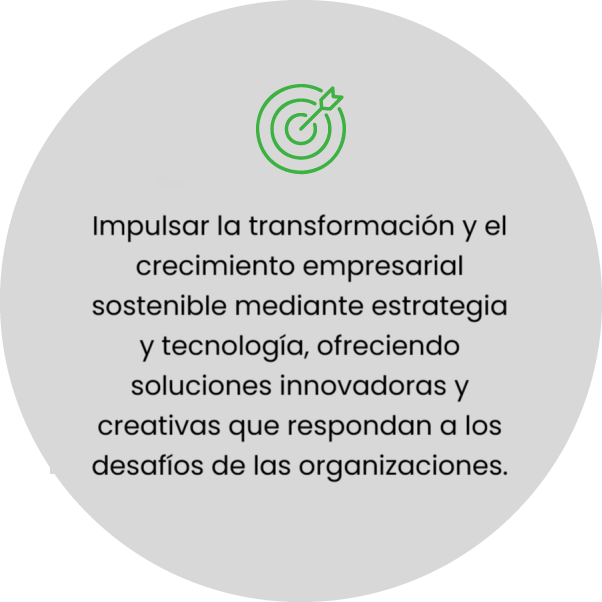 Impulsar la transformación y el
crecimiento empresarial
sostenible mediante estrategia
y tecnología, ofreciendo
soluciones innovadoras y
creativas que respondan a los
desafíos de las organizaciones.